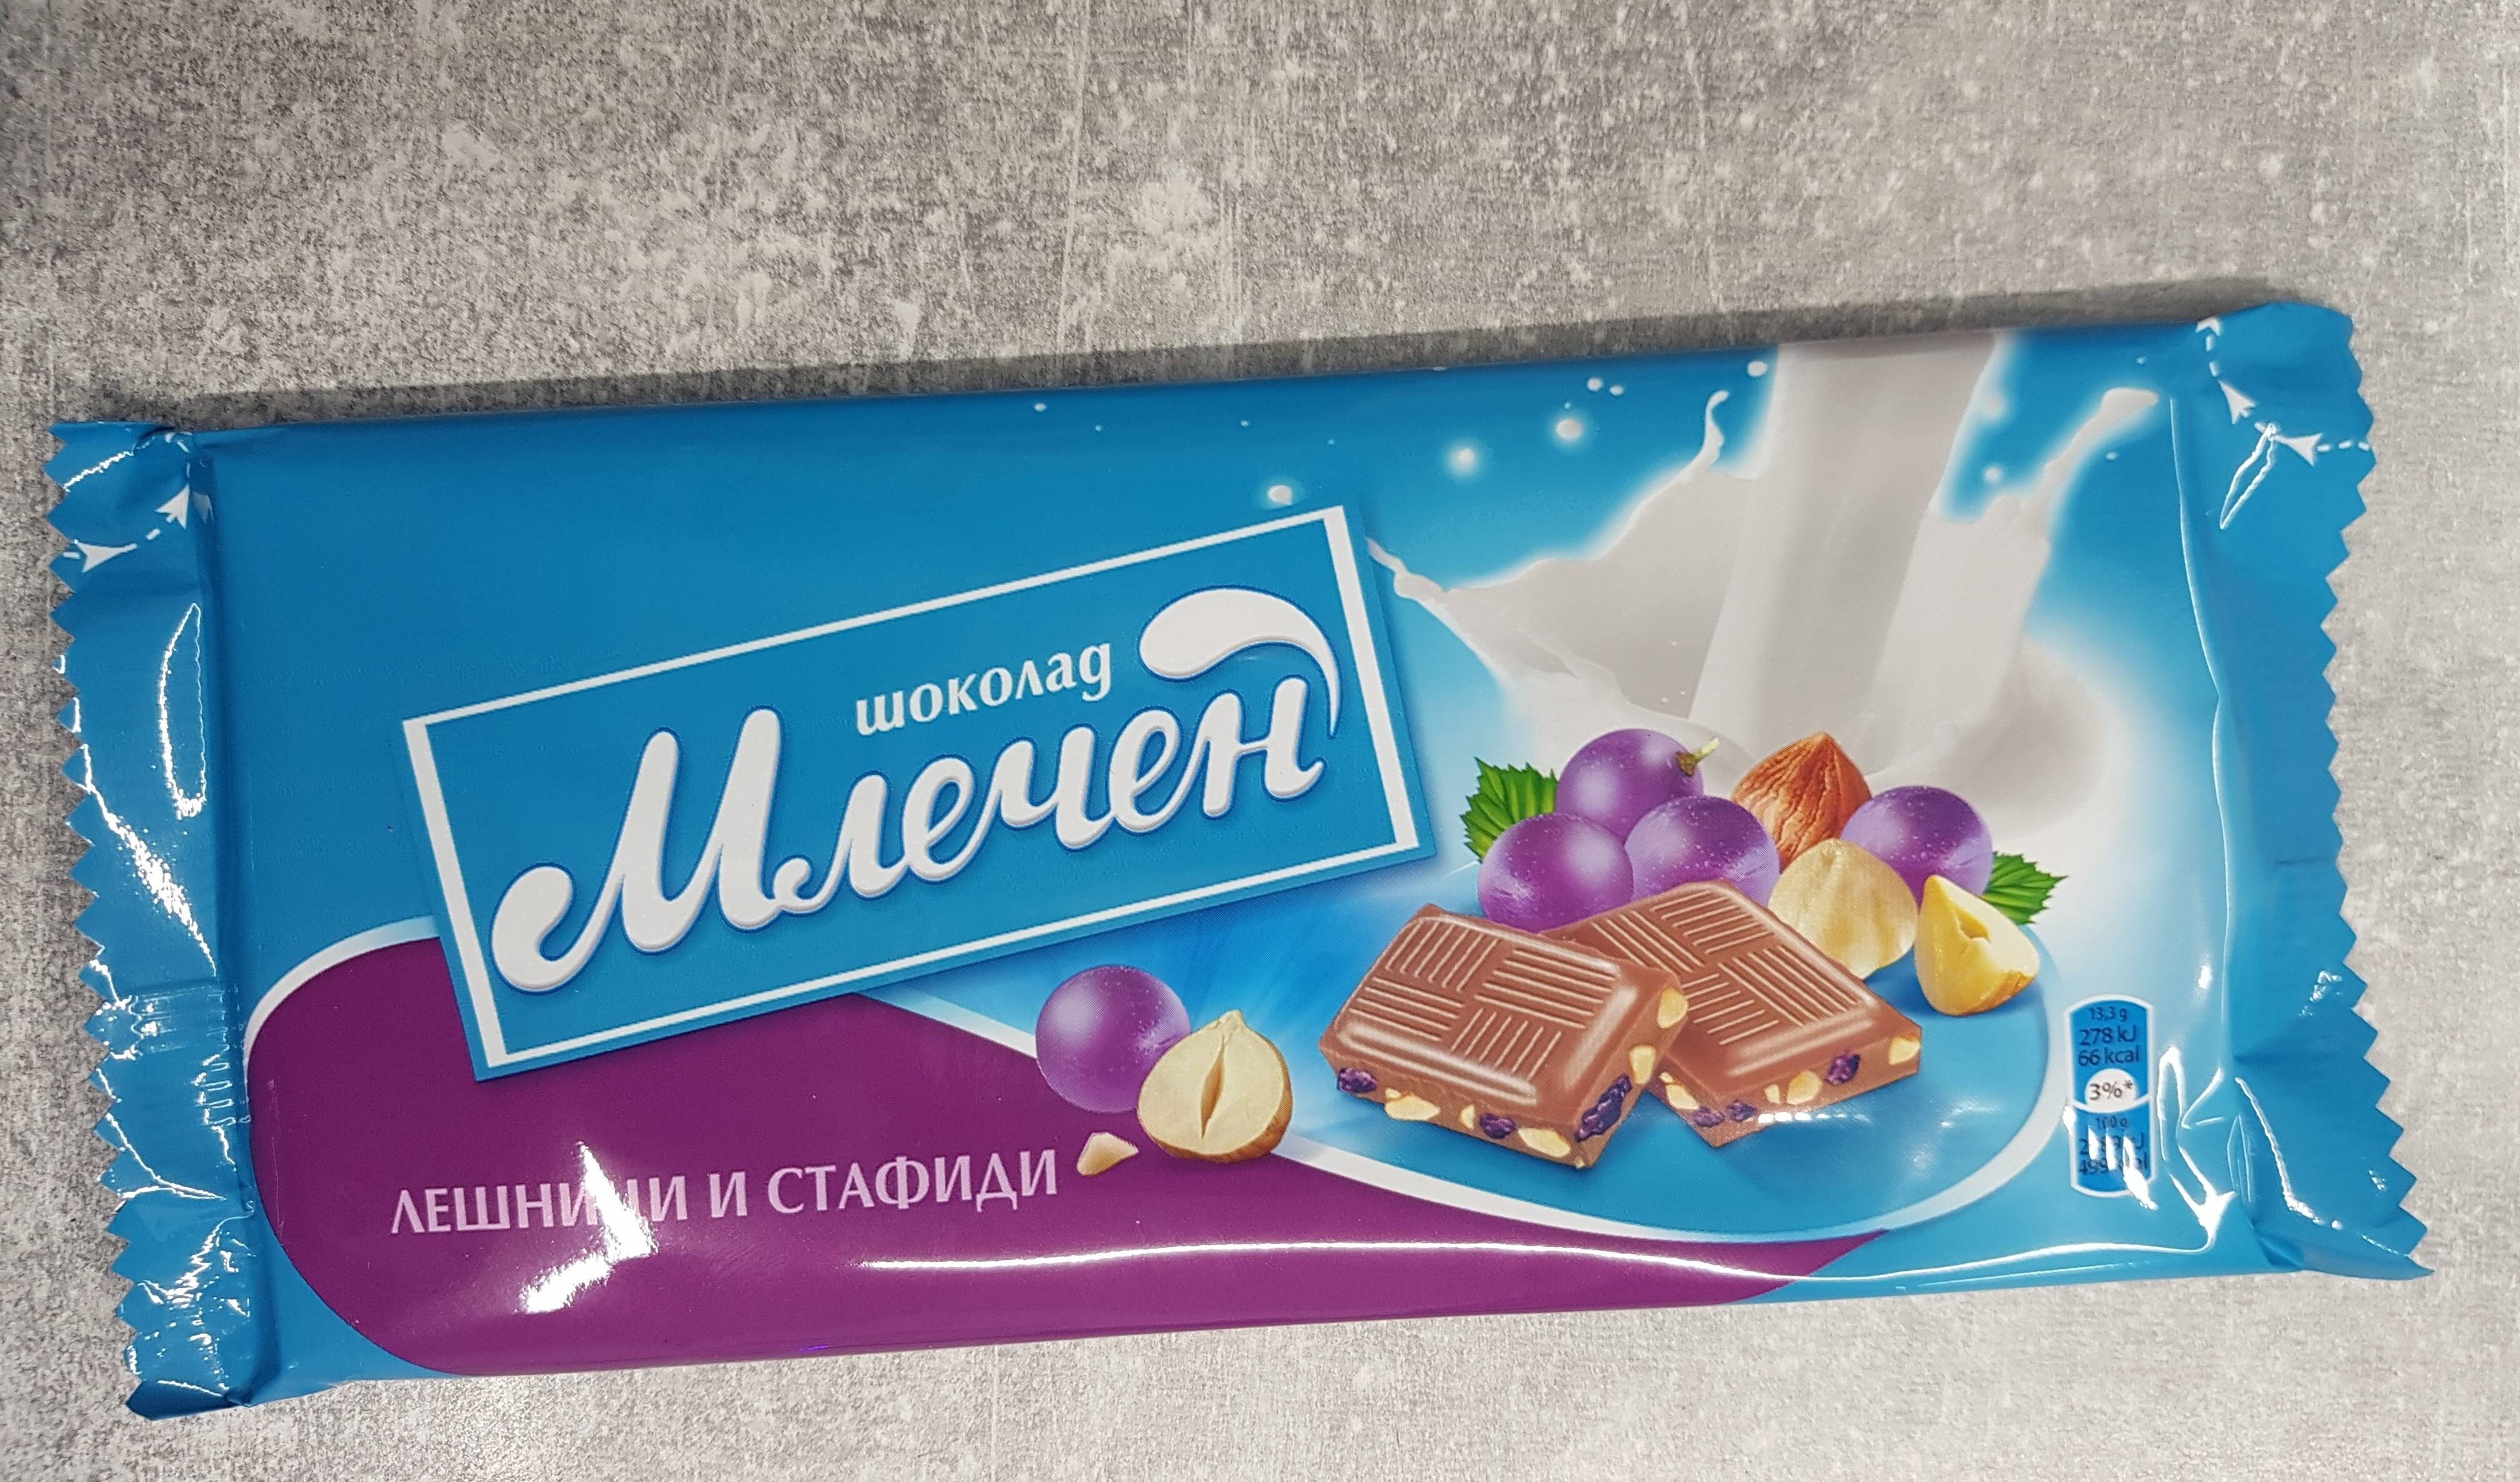 шоколад
Млечен
ЛЕШНИЦИ И СТАФИДИ
13,3 g
278 kJ
66 kcal
3%*
100 g